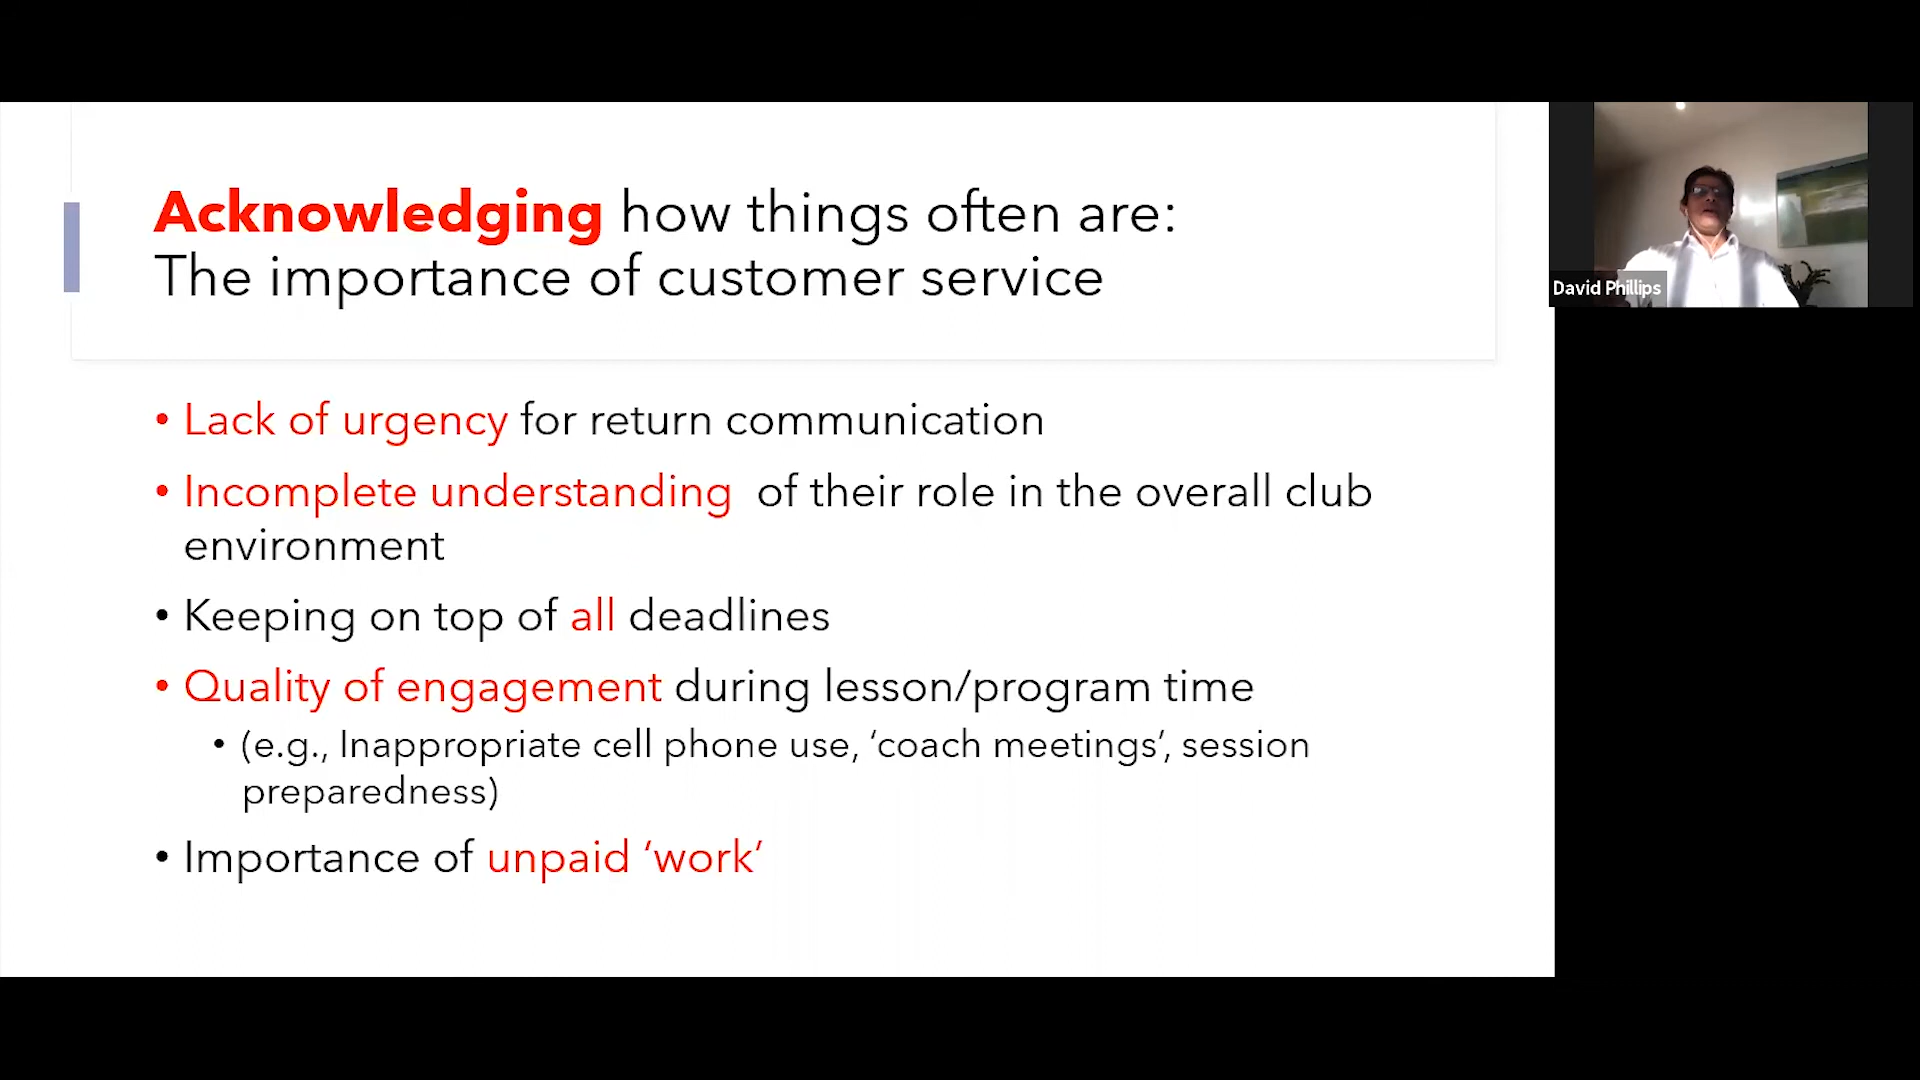 Acknowledging how things often are:
The importance of customer service
David Phillips
• Lack of urgency for return communication
• Incomplete understanding  of their role in the overall club
environment
• Keeping on top of all deadlines
• Quality of engagement during lesson/program time
• (e.g., Inappropriate cell phone use, ‘coach meetings’, session
preparedness)
• Importance of unpaid ‘work’